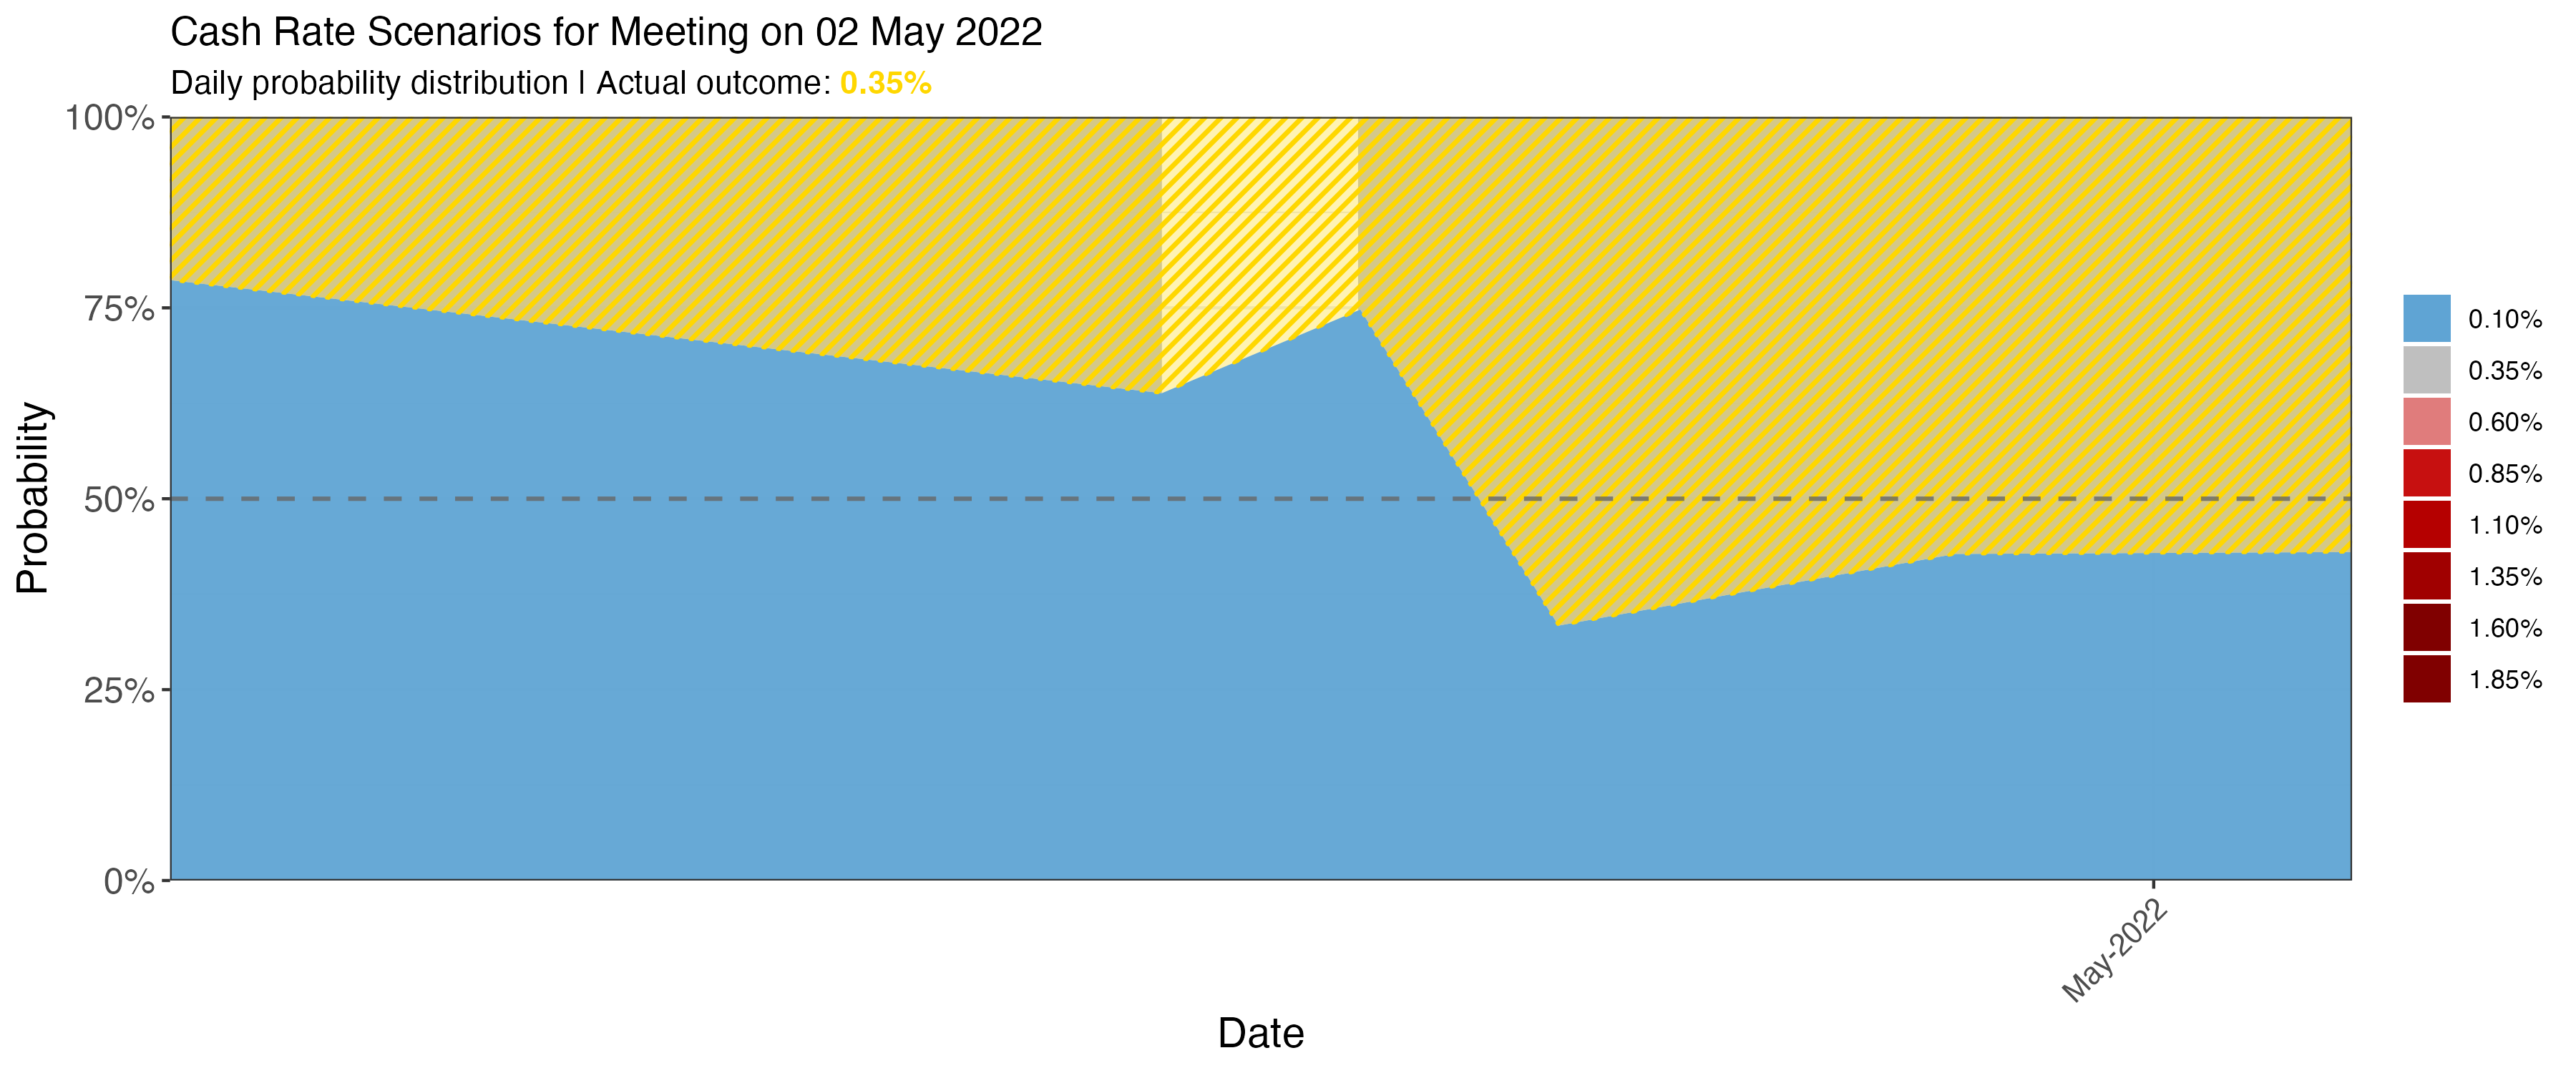 Cash Rate Scenarios for Meeting on 02 May 2022
Daily probability distribution | Actual outcome: 0.35%
100%
75%
50%
25%
0%
Probability
May-2022
Date
0.10%
0.35%
0.60%
0.85%
1.10%
1.35%
1.60%
1.85%